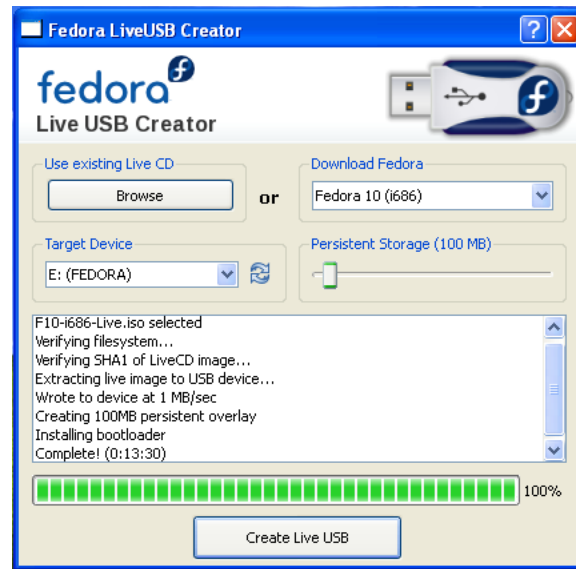 Fedora LiveUSB Creator
fedora
Live USB Creator
Use existing Live CD
Browse
or
Download Fedora
Fedora 10 (i686)
Target Device
E: (FEDORA)
Persistent Storage (100 MB)
F10-i686-Live.iso selected
Verifying filesystem...
Verifying SHA1 of LiveCD image...
Extracting live image to USB device...
Wrote to device at 1 MB/sec
Creating 100MB persistent overlay
Installing bootloader
Complete! (0:13:30)
100%
Create Live USB